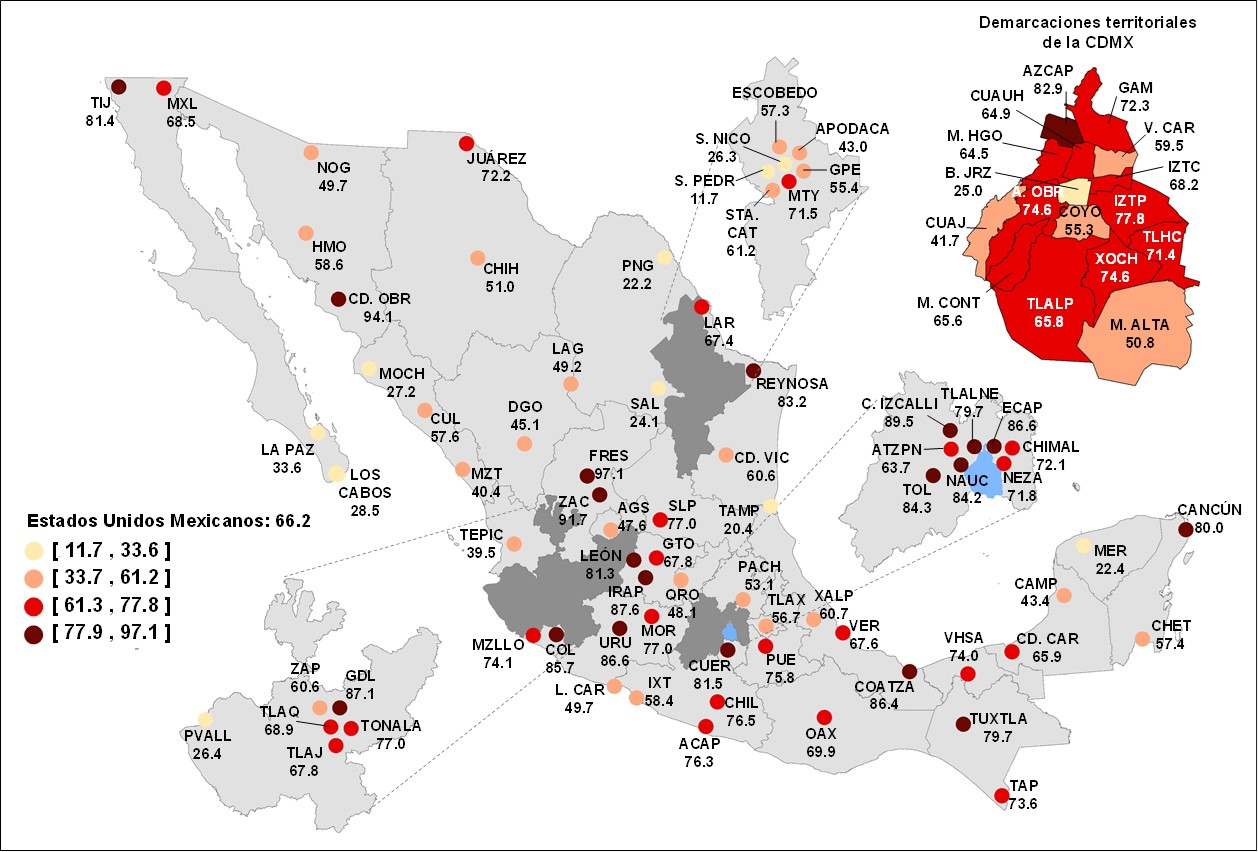 Demarcaciones territoriales
de la CDMX
AZCAP
82.9
GAM
72.3
CUAUH
64.9
V. CAR
59.5
M. HGO
64.5
IZTC
68.2
B. JRZ
25.0
A. OBR
74.6
IZTP
77.8
COYO
55.3
CUAJ
41.7
TLHC
71.4
XOCH
74.6
M. CONT
65.6
TLALP
65.8
M. ALTA
50.8
TIJ
81.4
MXL
68.5
NOG
49.7
JUÁREZ
72.2
HMO
58.6
CD. OBR
94.1
CHIH
51.0
PNG
22.2
ESCOBEDO
57.3
APODACA
43.0
S. NICO
26.3
GPE
55.4
S. PEDR
11.7
MTY
71.5
STA.
CAT
61.2
LAR
67.4
REYNOSA
83.2
MOCH
27.2
LAG
49.2
SAL
24.1
CUL
57.6
DGO
45.1
LA PAZ
33.6
LOS
CABOS
28.5
MZT
40.4
FRES
97.1
ZAC
91.7
CD. VIC
60.6
TAMP
20.4
C. IZCALLI
89.5
TLALNE
79.7
ECAP
86.6
ATZPN
63.7
CHIMAL
72.1
TOL
84.3
NAUC
84.2
NEZA
71.8
Estados Unidos Mexicanos: 66.2
[ 11.7 , 33.6 ]
[ 33.7 , 61.2 ]
[ 61.3 , 77.8 ]
[ 77.9 , 97.1 ]
TEPIC
39.5
AGS
47.6
SLP
77.0
LEÓN
81.3
GTO
67.8
IRAP
87.6
QRO
48.1
PACH
53.1
TLAX
56.7
XALP
60.7
VER
67.6
MZLLO
74.1
COL
85.7
URU
86.6
MOR
77.0
CUER
81.5
PUE
75.8
L. CAR
49.7
IXT
58.4
CHIL
76.5
ACAP
76.3
OAX
69.9
COATZA
86.4
VHSA
74.0
CD. CAR
65.9
TUXTLA
79.7
TAP
73.6
CANCÚN
80.0
MER
22.4
CAMP
43.4
CHET
57.4
ZAP
60.6
GDL
87.1
TLAQ
68.9
TONALA
77.0
TLAJ
67.8
PVALL
26.4